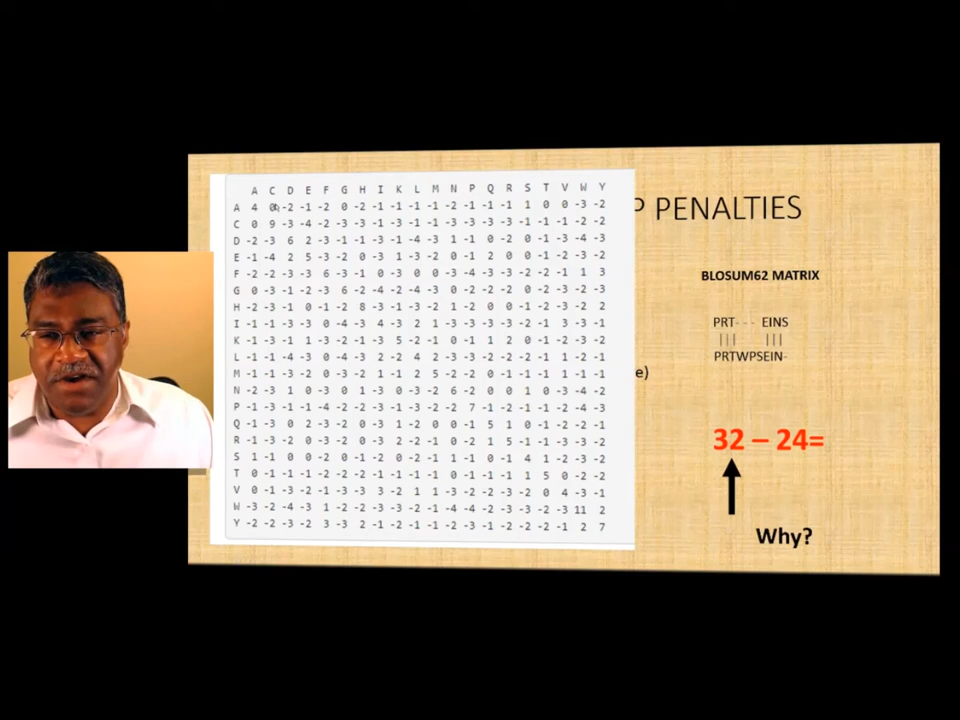 A C D E F G H I K L M N P Q R S T V W Y
A 4 0 -2 -1 -2 0 -2 -1 -1 -1 -1 -2 -1 -1 -1 1 0 0 -3 -2
C 0 9 -3 -4 -2 -3 -3 -1 -3 -1 -1 -3 -3 -3 -3 -1 -1 -1 -2 -2
D -2 -3 6 2 -3 -1 -1 -3 -1 -4 -3 1 -1 0 -2 0 -1 -3 -4 -3
E -1 -4 2 5 -3 -2 0 -3 1 -3 -2 0 -1 2 0 0 -1 -2 -3 -2
F -2 -2 -3 -3 6 -3 -1 0 -3 0 0 -3 -4 -3 -3 -2 -2 -1 1 3
G 0 -3 -1 -2 -3 6 -2 -4 -2 -4 -3 0 -2 -2 -2 0 -2 -3 -2 -3
H -2 -3 -1 0 -1 -2 8 -3 -1 -3 -2 1 -2 0 0 -1 -2 -3 -2 2
I -1 -1 -3 -3 0 -4 -3 4 -3 2 1 -3 -3 -3 -3 -2 -1 3 -3 -1
K -1 -3 -1 1 -3 -2 -1 -3 5 -2 -1 0 -1 1 2 0 -1 -2 -3 -2
L -1 -1 -4 -3 0 -4 -3 2 -2 4 2 -3 -3 -2 -2 -2 -1 1 -2 -1
M -1 -1 -3 -2 0 -3 -2 1 -1 2 5 -2 -2 0 -1 -1 -1 1 -1 -1
N -2 -3 1 0 -3 0 1 -3 0 -3 -2 6 -2 0 0 1 0 -3 -4 -2
P -1 -3 -1 -1 -4 -2 -2 -3 -1 -3 -2 -2 7 -1 -2 -1 -1 -2 -4 -3
Q -1 -3 0 2 -3 -2 0 -3 1 -2 0 0 -1 5 1 0 -1 -2 -2 -1
R -1 -3 -2 0 -3 -2 0 -3 2 -2 -1 0 -2 1 5 -1 -1 -3 -3 -2
S 1 -1 0 0 -2 0 -1 -2 0 -2 -1 1 -1 0 -1 4 1 -2 -3 -2
T 0 -1 -1 -1 -2 -2 -2 -1 -1 -1 -1 0 -1 -1 -1 1 5 0 -2 -2
V 0 -1 -3 -2 -1 -3 -3 3 -2 1 1 -3 -2 -2 -3 -2 0 4 -3 -1
W -3 -2 -4 -3 1 -2 -2 -3 -3 -2 -1 -4 -4 -2 -3 -3 -2 -3 11 2
Y -2 -2 -3 -2 3 -3 2 -1 -2 -1 -1 -2 -3 -1 -2 -2 -2 -1 2 7
P PENALTIES
BLOSUM62 MATRIX
PRT--- EINS
||| |||
PRTWPSEIN-
e)
32 – 24=
Why?